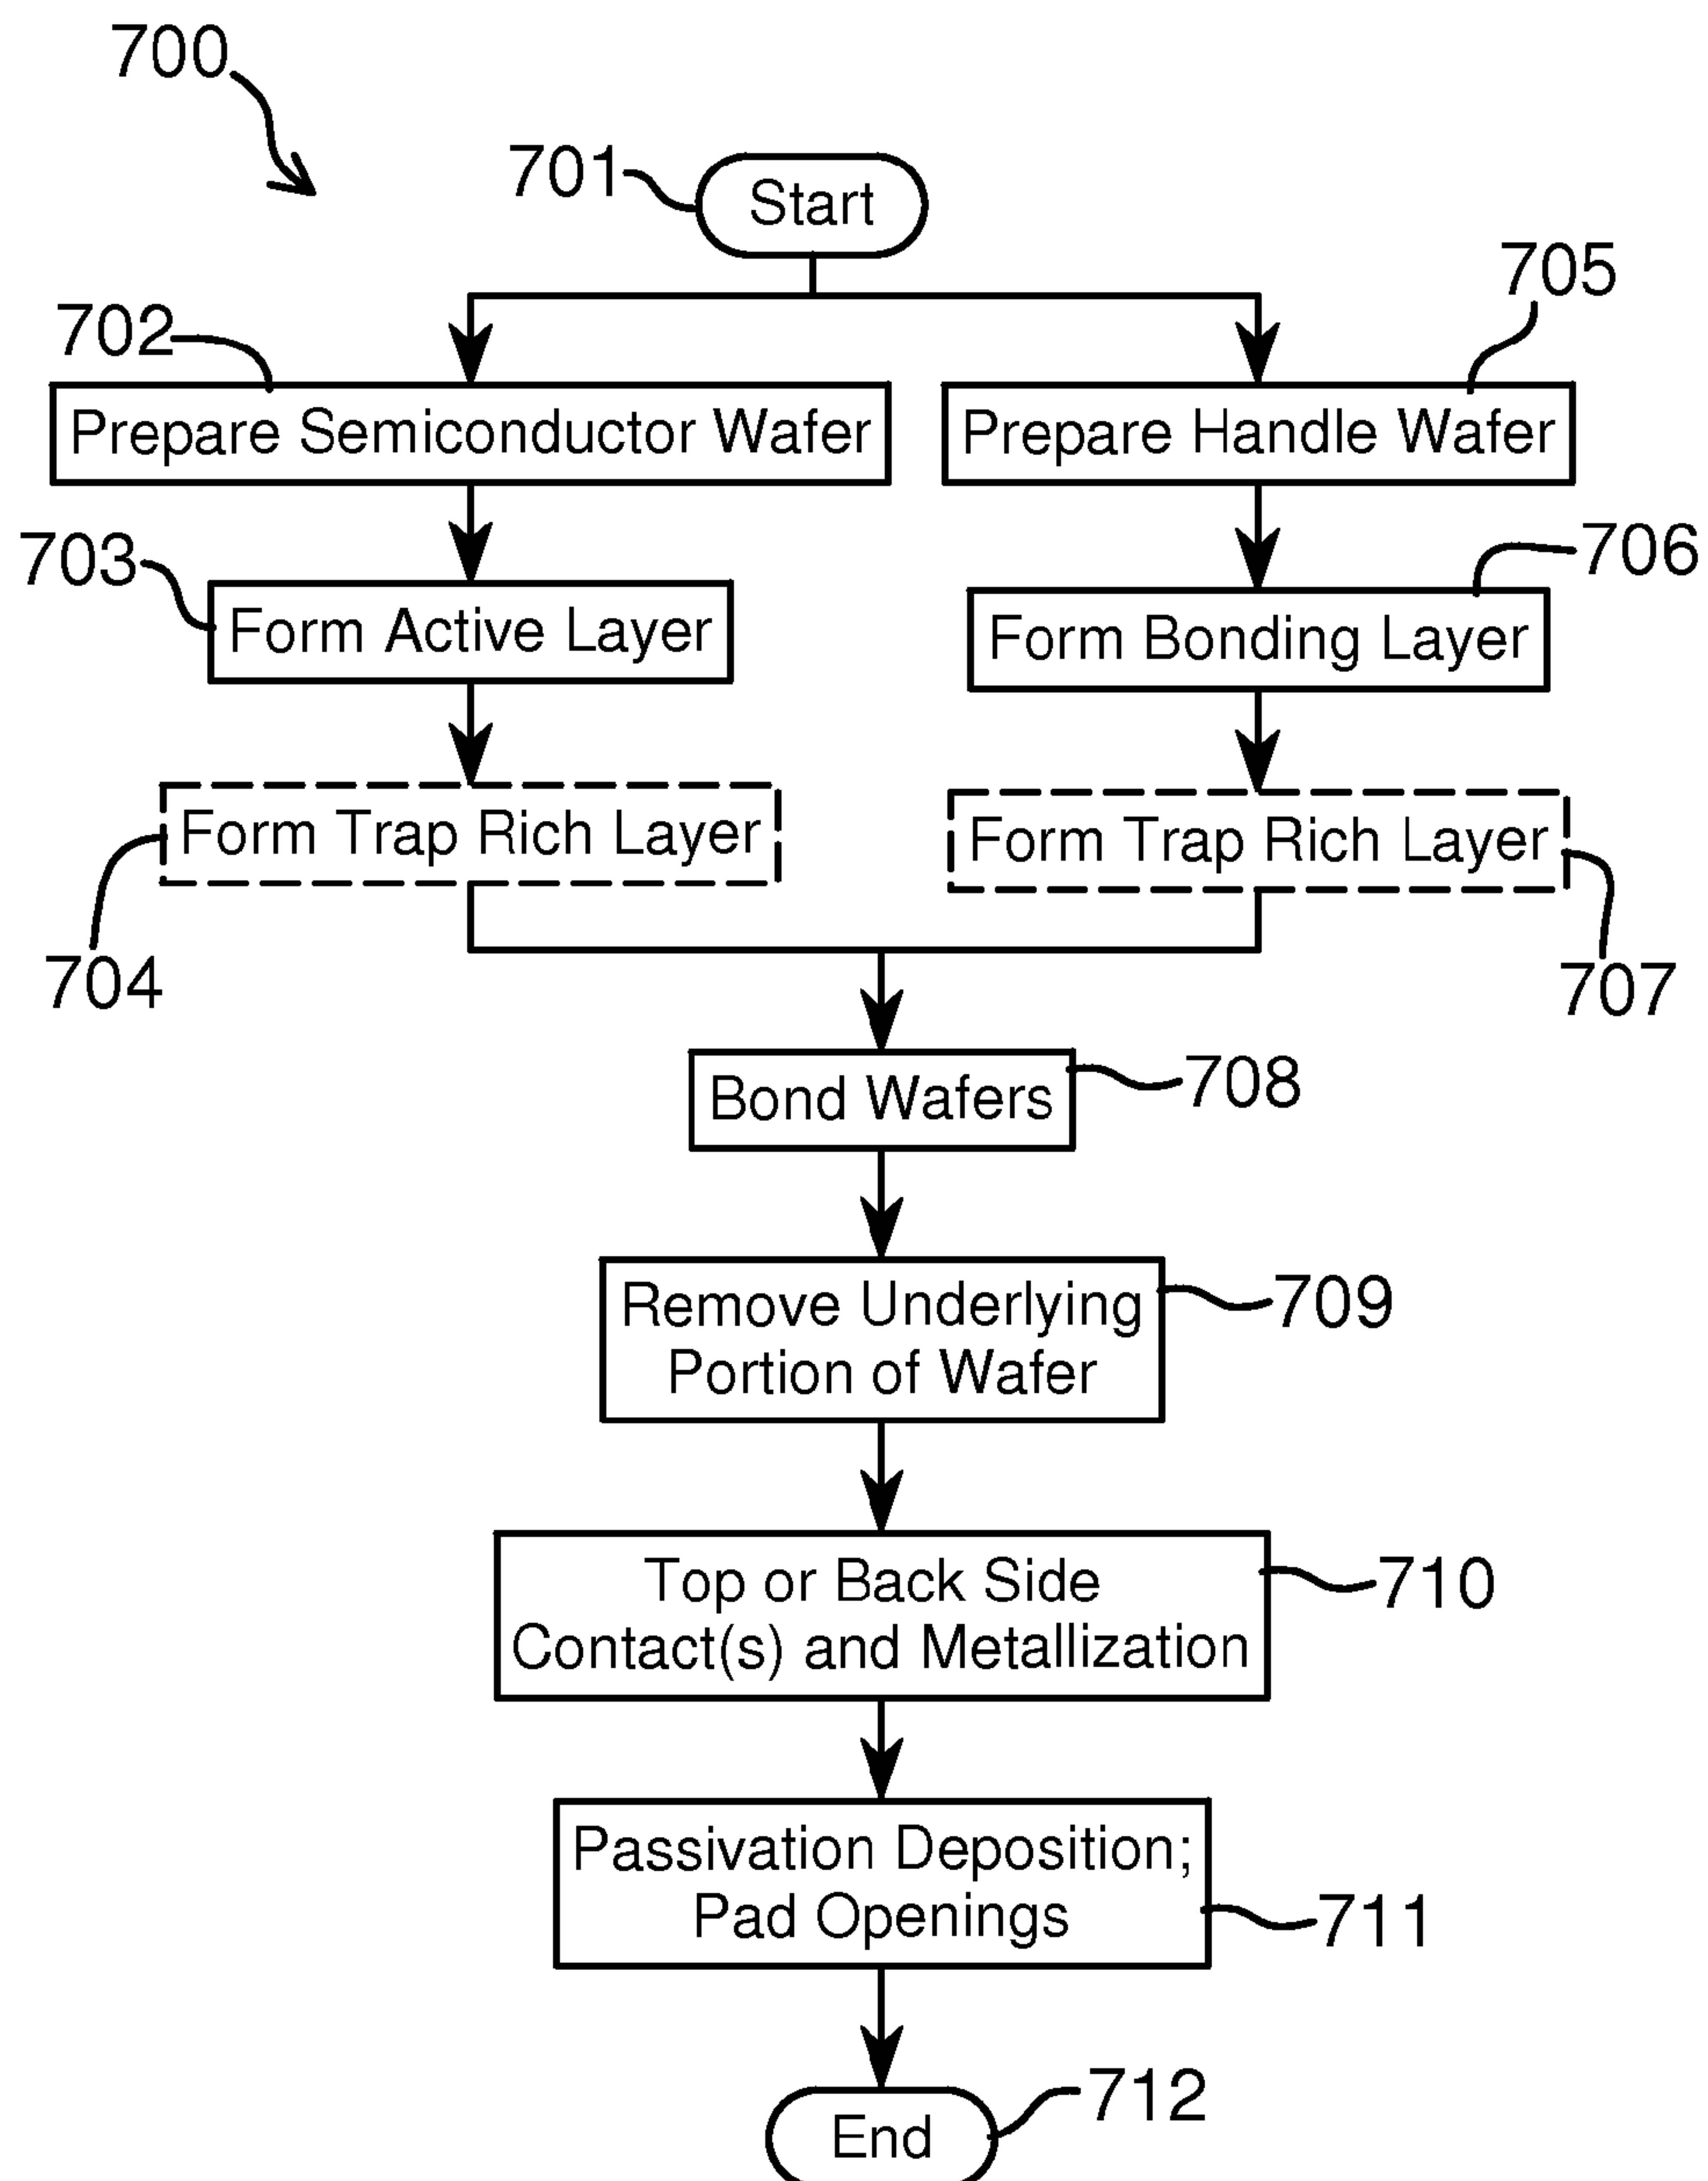 700
701
Start
705
702
Prepare Semiconductor Wafer
Prepare Handle Wafer
703
706
Form Active Layer
Form Bonding Layer
Form Trap Rich Layer
Form Trap Rich Layer
704
707
Bond Wafers
708
Remove Underlying
Portion of Wafer
709
Top or Back Side
Contact(s) and Metallization
710
Passivation Deposition;
Pad Openings
711
712
End